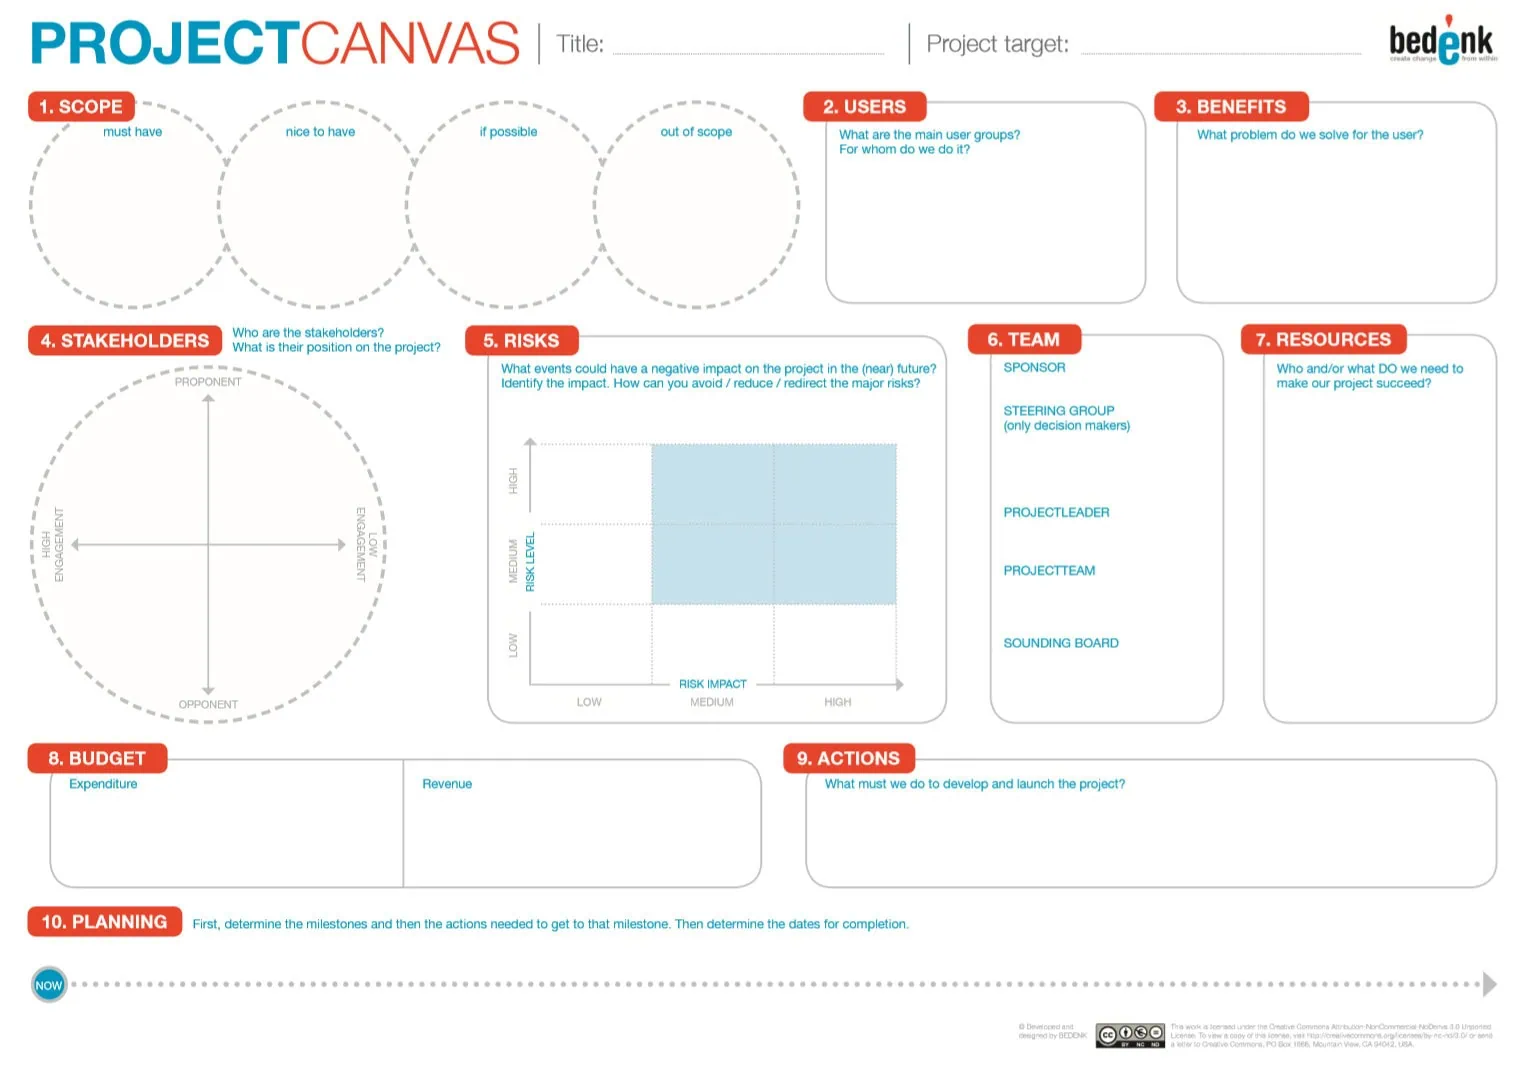 PROJECTCANVAS
Title:
Project target:
bedenk
create change from within
1. SCOPE
must have
nice to have
if possible
out of scope
2. USERS
What are the main user groups?
For whom do we do it?
3. BENEFITS
What problem do we solve for the user?
4. STAKEHOLDERS
Who are the stakeholders?
What is their position on the project?
PROPONENT
HIGH
ENGAGEMENT
LOW
ENGAGEMENT
OPPONENT
5. RISKS
What events could have a negative impact on the project in the (near) future?
Identify the impact. How can you avoid / reduce / redirect the major risks?
HIGH
MEDIUM
LOW
RISK LEVEL
RISK IMPACT
LOW
MEDIUM
HIGH
6. TEAM
SPONSOR
STEERING GROUP
(only decision makers)
PROJECTLEADER
PROJECTTEAM
SOUNDING BOARD
7. RESOURCES
Who and/or what DO we need to
make our project succeed?
8. BUDGET
Expenditure
Revenue
9. ACTIONS
What must we do to develop and launch the project?
10. PLANNING
First, determine the milestones and then the actions needed to get to that milestone. Then determine the dates for completion.
NOW
© Developed and
designed by BEDENK
cc
BY NC ND
This work is licensed under the Creative Commons Attribution-NonCommercial-NoDerivs 3.0 Unported
License. To view a copy of this license, visit http://creativecommons.org/licenses/by-nc-nd/3.0/ or send
a letter to Creative Commons, PO Box 1866, Mountain View, CA 94042, USA.